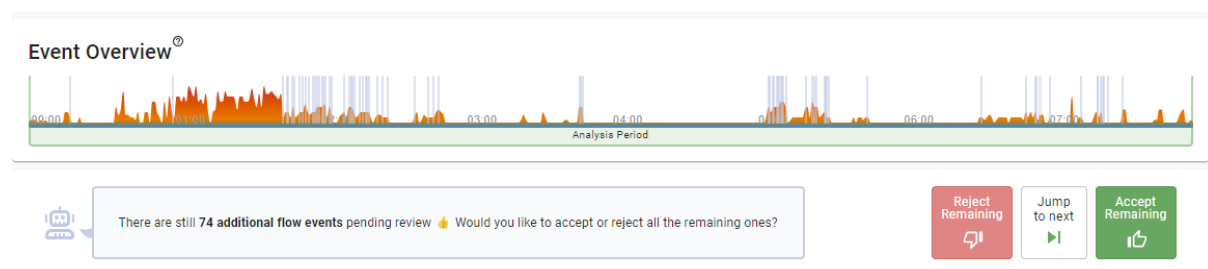 Event Overview
00:00
03:00
04:00
06:00
07:00
Analysis Period
There are still 74 additional flow events pending review 👍 Would you like to accept or reject all the remaining ones?
Reject
Remaining
Jump
to next
Accept
Remaining